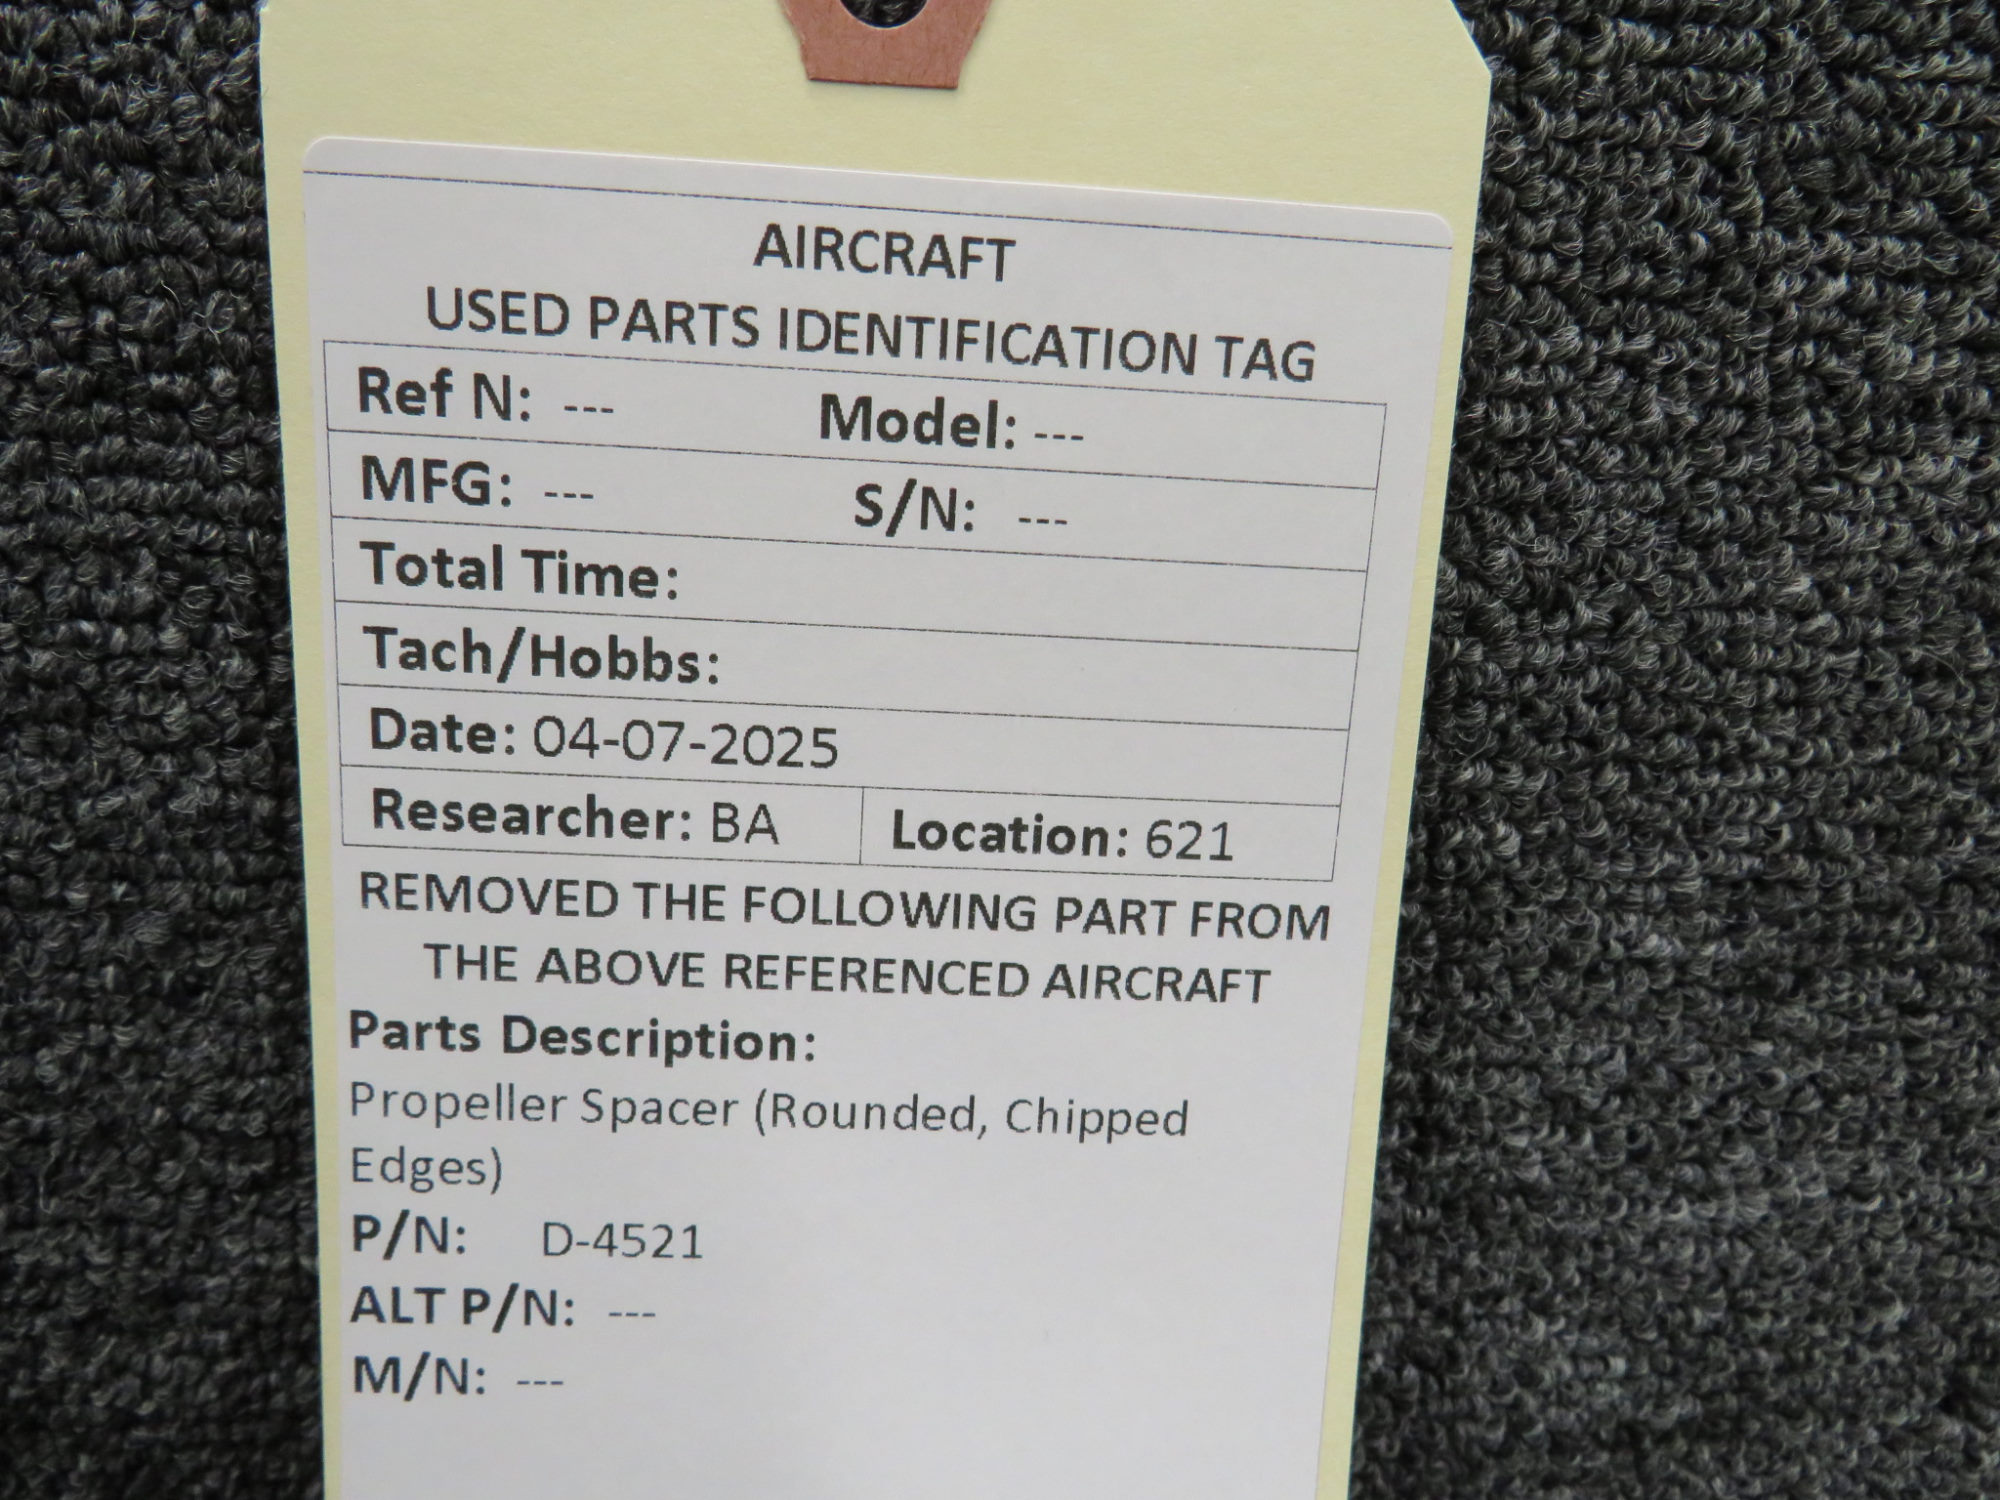 AIRCRAFT
USED PARTS IDENTIFICATION TAG
Ref N: --- Model: ---
MFG: --- S/N: ---
Total Time:
Tach/Hobbs:
Date: 04-07-2025
Researcher: BA Location: 621
REMOVED THE FOLLOWING PART FROM
THE ABOVE REFERENCED AIRCRAFT
Parts Description:
Propeller Spacer (Rounded, Chipped
Edges)
P/N: D-4521
ALT P/N: ---
M/N: ---